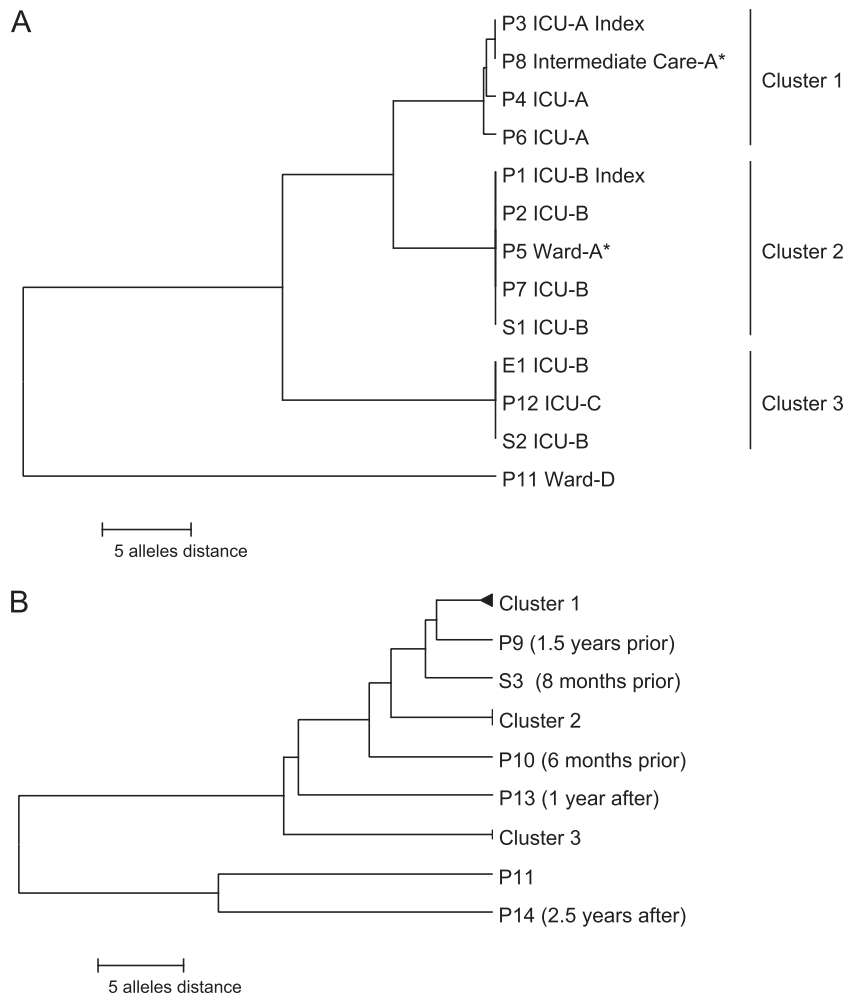 A
P3 ICU-A Index
P8 Intermediate Care-A*
Cluster 1
P4 ICU-A
P6 ICU-A
P1 ICU-B Index
P2 ICU-B
P5 Ward-A*
Cluster 2
P7 ICU-B
S1 ICU-B
E1 ICU-B
P12 ICU-C
Cluster 3
S2 ICU-B
P11 Ward-D
5 alleles distance
B
Cluster 1
P9 (1.5 years prior)
S3 (8 months prior)
Cluster 2
P10 (6 months prior)
P13 (1 year after)
Cluster 3
P11
P14 (2.5 years after)
5 alleles distance